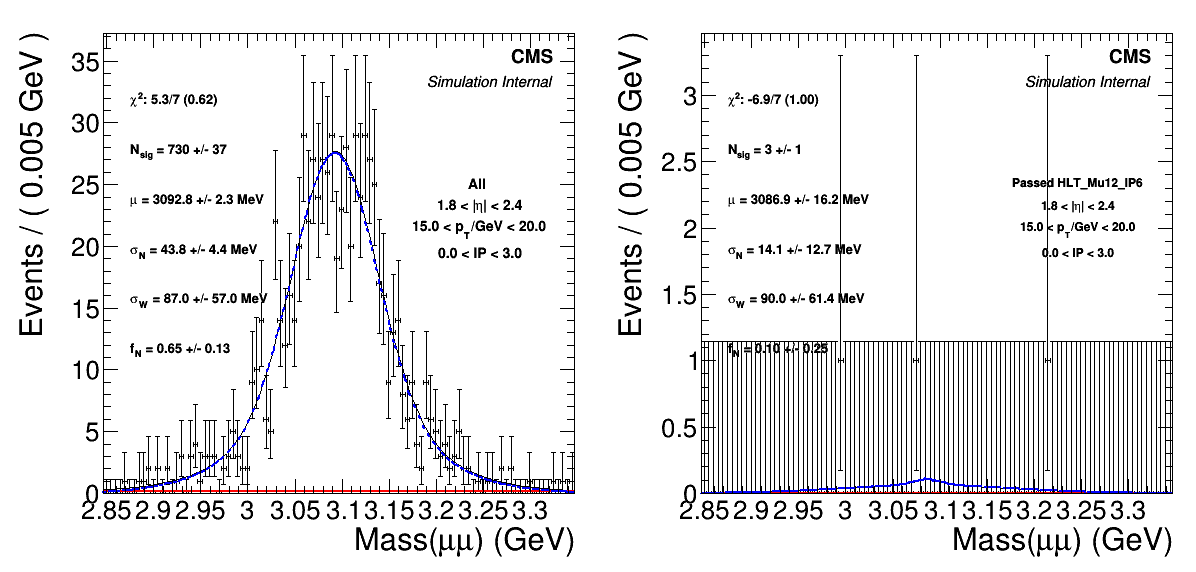 CMS
Simulation Internal
χ²: 5.3/7 (0.62)
N_sig = 730 +/- 37
μ = 3092.8 +/- 2.3 MeV
σ_N = 43.8 +/- 4.4 MeV
σ_W = 87.0 +/- 57.0 MeV
f_N = 0.65 +/- 0.13
All
1.8 < |η| < 2.4
15.0 < p_T/GeV < 20.0
0.0 < IP < 3.0
Events / ( 0.005 GeV )
35
30
25
20
15
10
5
0
2.85 2.9 2.95 3 3.05 3.1 3.15 3.2 3.25 3.3
Mass(μμ) (GeV)
CMS
Simulation Internal
χ²: -6.9/7 (1.00)
N_sig = 3 +/- 1
μ = 3086.9 +/- 16.2 MeV
σ_N = 14.1 +/- 12.7 MeV
σ_W = 90.0 +/- 61.4 MeV
f_N = 0.10 +/- 0.25
Passed HLT_Mu12_IP6
1.8 < |η| < 2.4
15.0 < p_T/GeV < 20.0
0.0 < IP < 3.0
Events / ( 0.005 GeV )
3
2.5
2
1.5
1
0.5
0
2.85 2.9 2.95 3 3.05 3.1 3.15 3.2 3.25 3.3
Mass(μμ) (GeV)